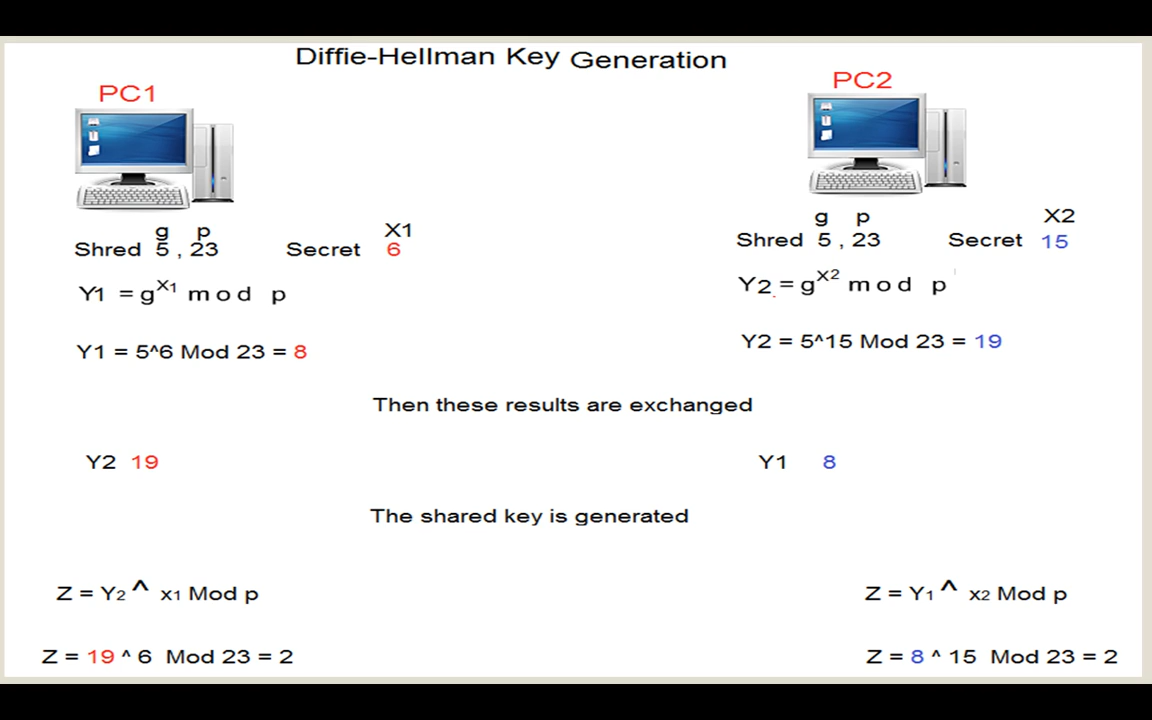 Diffie-Hellman Key Generation
PC1
PC2
g p
X1
Shred 5 , 23 Secret 6
g p
X2
Shred 5 , 23 Secret 15
Y1 = g^X1 mod p
Y2 = g^X2 mod p
Y1 = 5^6 Mod 23 = 8
Y2 = 5^15 Mod 23 = 19
Then these results are exchanged
Y2 19
Y1 8
The shared key is generated
Z = Y2 ^ x1 Mod p
Z = Y1 ^ x2 Mod p
Z = 19 ^ 6 Mod 23 = 2
Z = 8 ^ 15 Mod 23 = 2